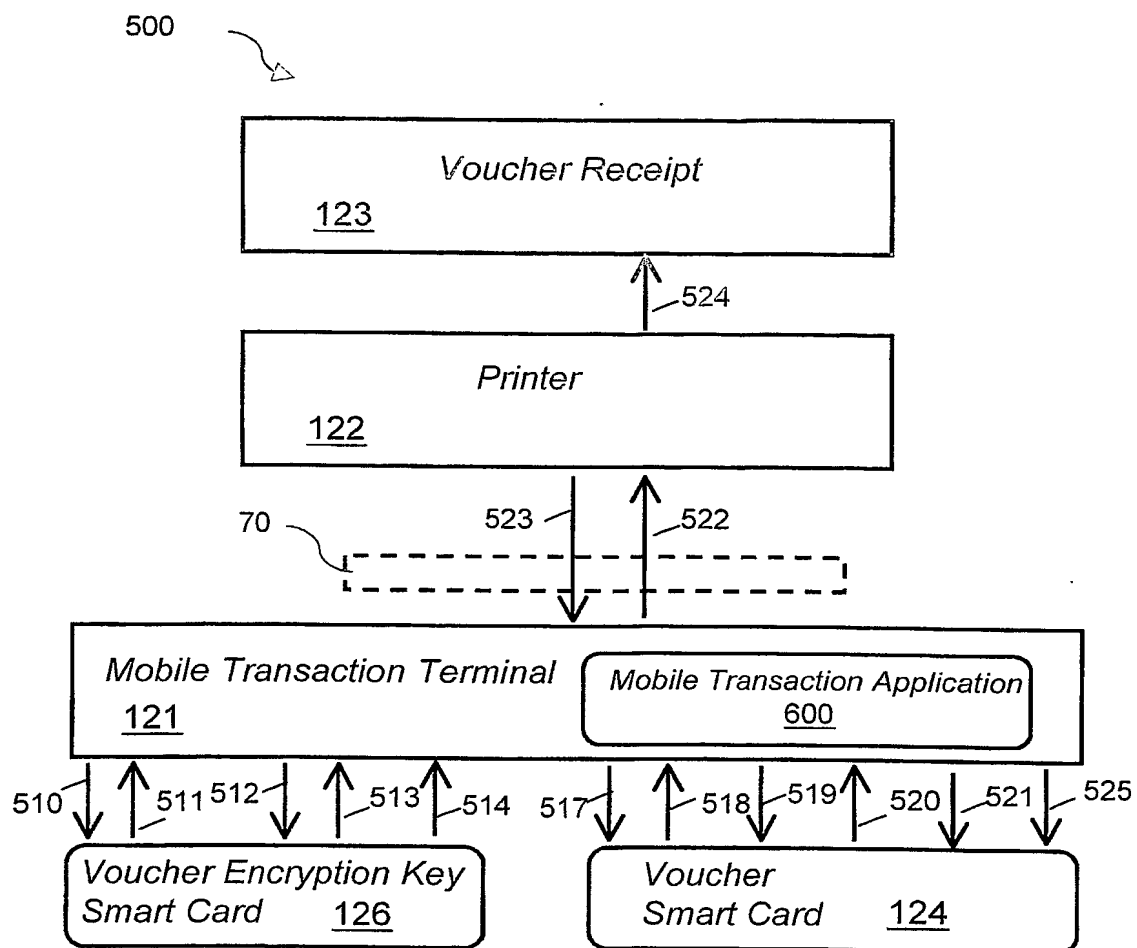 500
Voucher Receipt
123
524
Printer
122
70
523
522
Mobile Transaction Terminal
121
Mobile Transaction Application
600
510
511
512
513
514
517
518
519
520
521
525
Voucher Encryption Key
Smart Card 126
Voucher
Smart Card 124